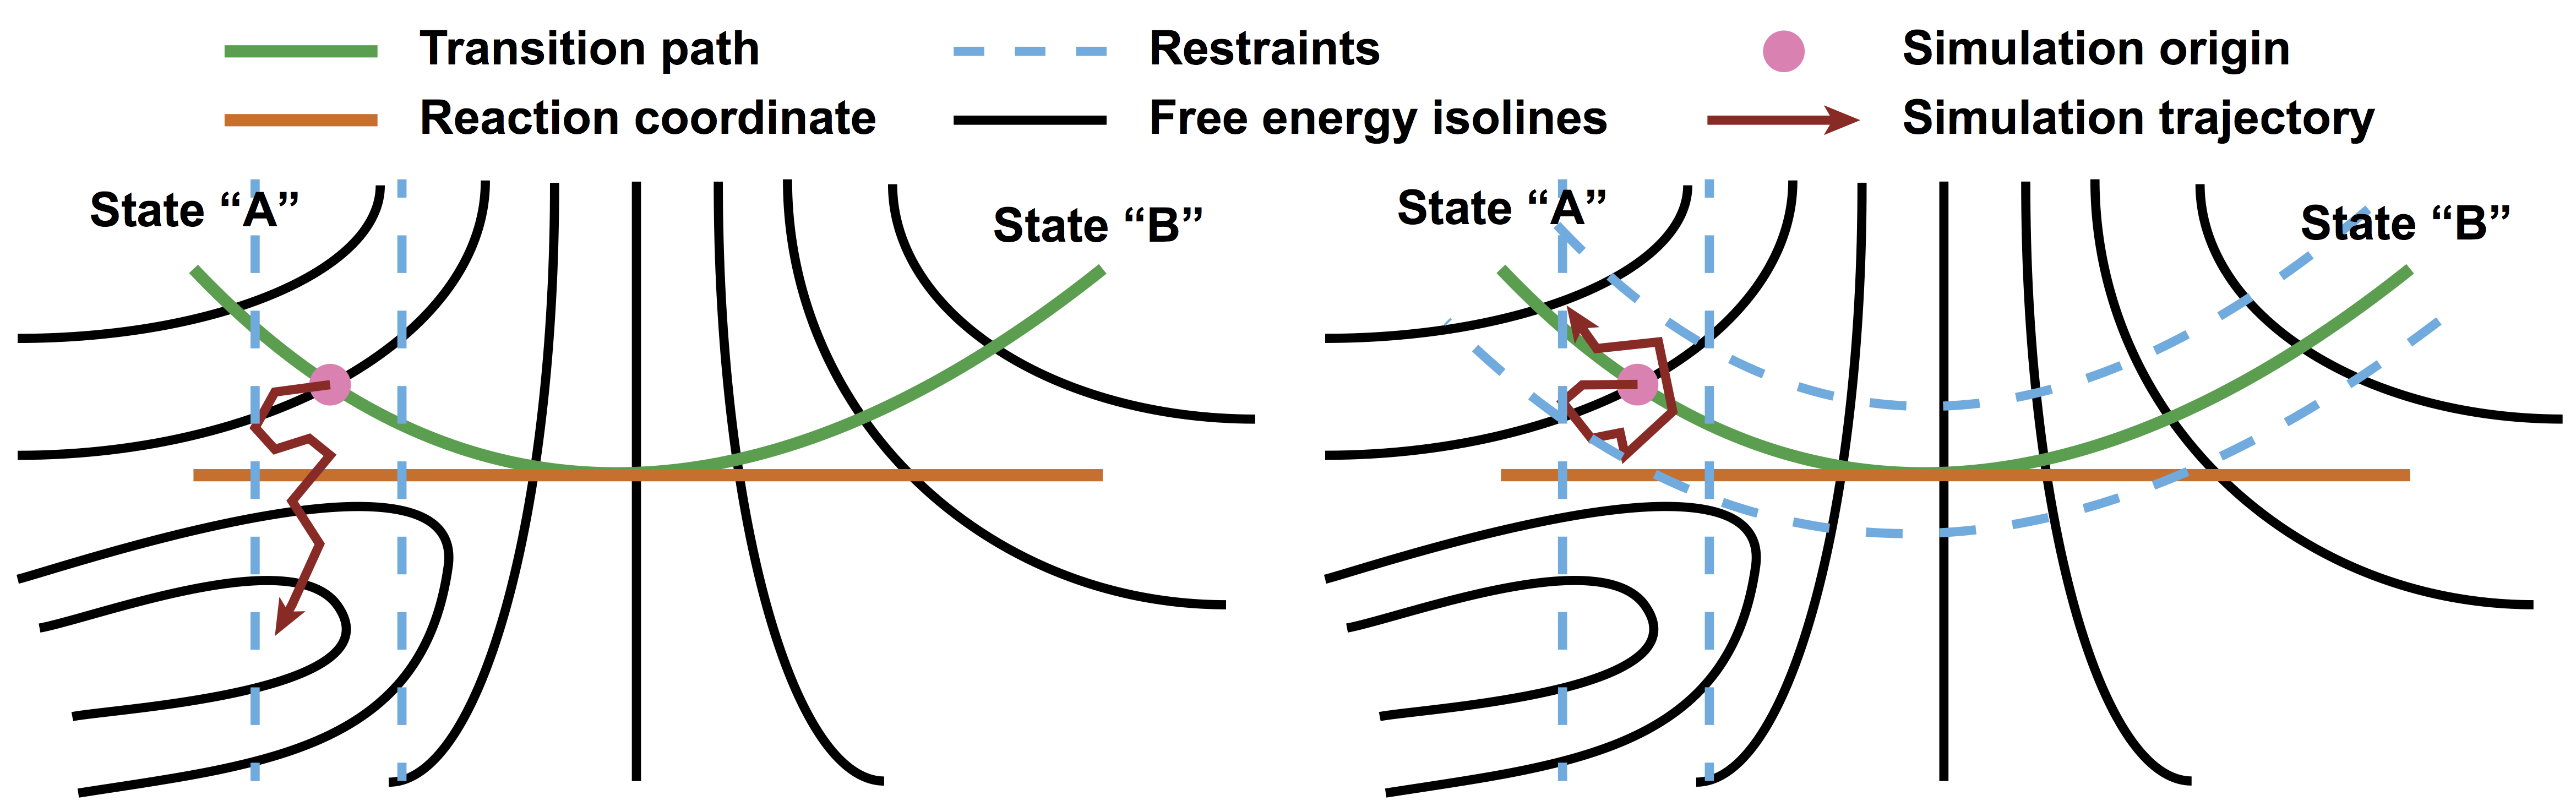 Transition path
Restraints
Simulation origin
Reaction coordinate
Free energy isolines
Simulation trajectory
State “A”
State “B”
State “A”
State “B”